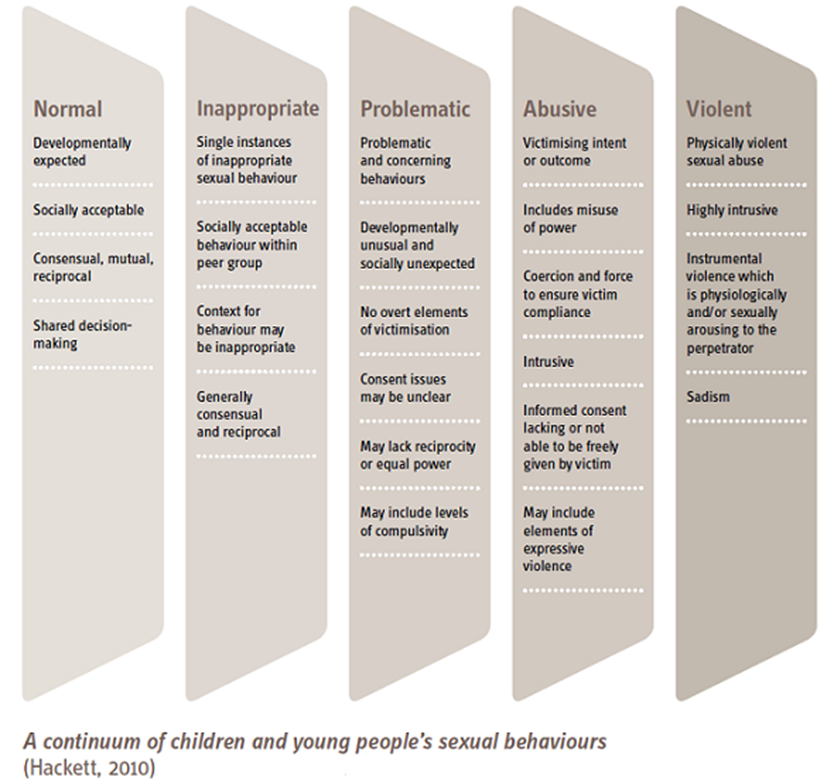 Normal
Developmentally
expected
Socially acceptable
Consensual, mutual,
reciprocal
Shared decision-
making
Inappropriate
Single instances
of inappropriate
sexual behaviour
Socially acceptable
behaviour within
peer group
Context for
behaviour may
be inappropriate
Generally
consensual
and reciprocal
Problematic
Problematic
and concerning
behaviours
Developmentally
unusual and
socially unexpected
No overt elements
of victimisation
Consent issues
may be unclear
May lack reciprocity
or equal power
May include levels
of compulsivity
Abusive
Victimising intent
or outcome
Includes misuse
of power
Coercion and force
to ensure victim
compliance
Intrusive
Informed consent
lacking or not
able to be freely
given by victim
May include
elements of
expressive
violence
Violent
Physically violent
sexual abuse
Highly intrusive
Instrumental
violence which
is physiologically
and/or sexually
arousing to the
perpetrator
Sadism
A continuum of children and young people's sexual behaviours
(Hackett, 2010)